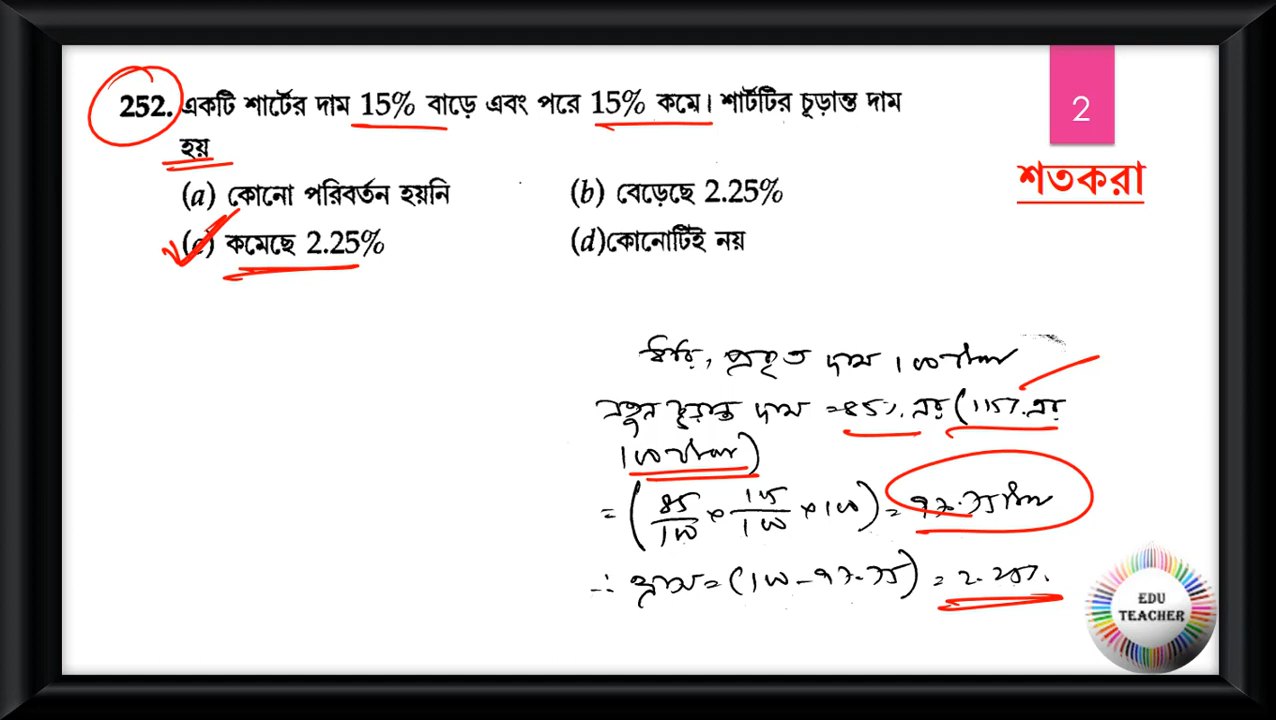 252. একটি শার্টের দাম 15% বাড়ে এবং পরে 15% কমে। শার্টটির চূড়ান্ত দাম
হয়
(a) কোনো পরিবর্তন হয়নি (b) বেড়েছে 2.25%
(c) কমেছে 2.25% (d)কোনোটিই নয়
2
শতকরা
ধরি, প্রকৃত দাম 100 টাকা
নতুন চূড়ান্ত দাম = 85% এর (115% এর
100 টাকা)
= (85/100 × 115/100 × 100) = 97.75 টাকা
∴ হ্রাস = (100 - 97.75) = 2.25%.
EDU
TEACHER